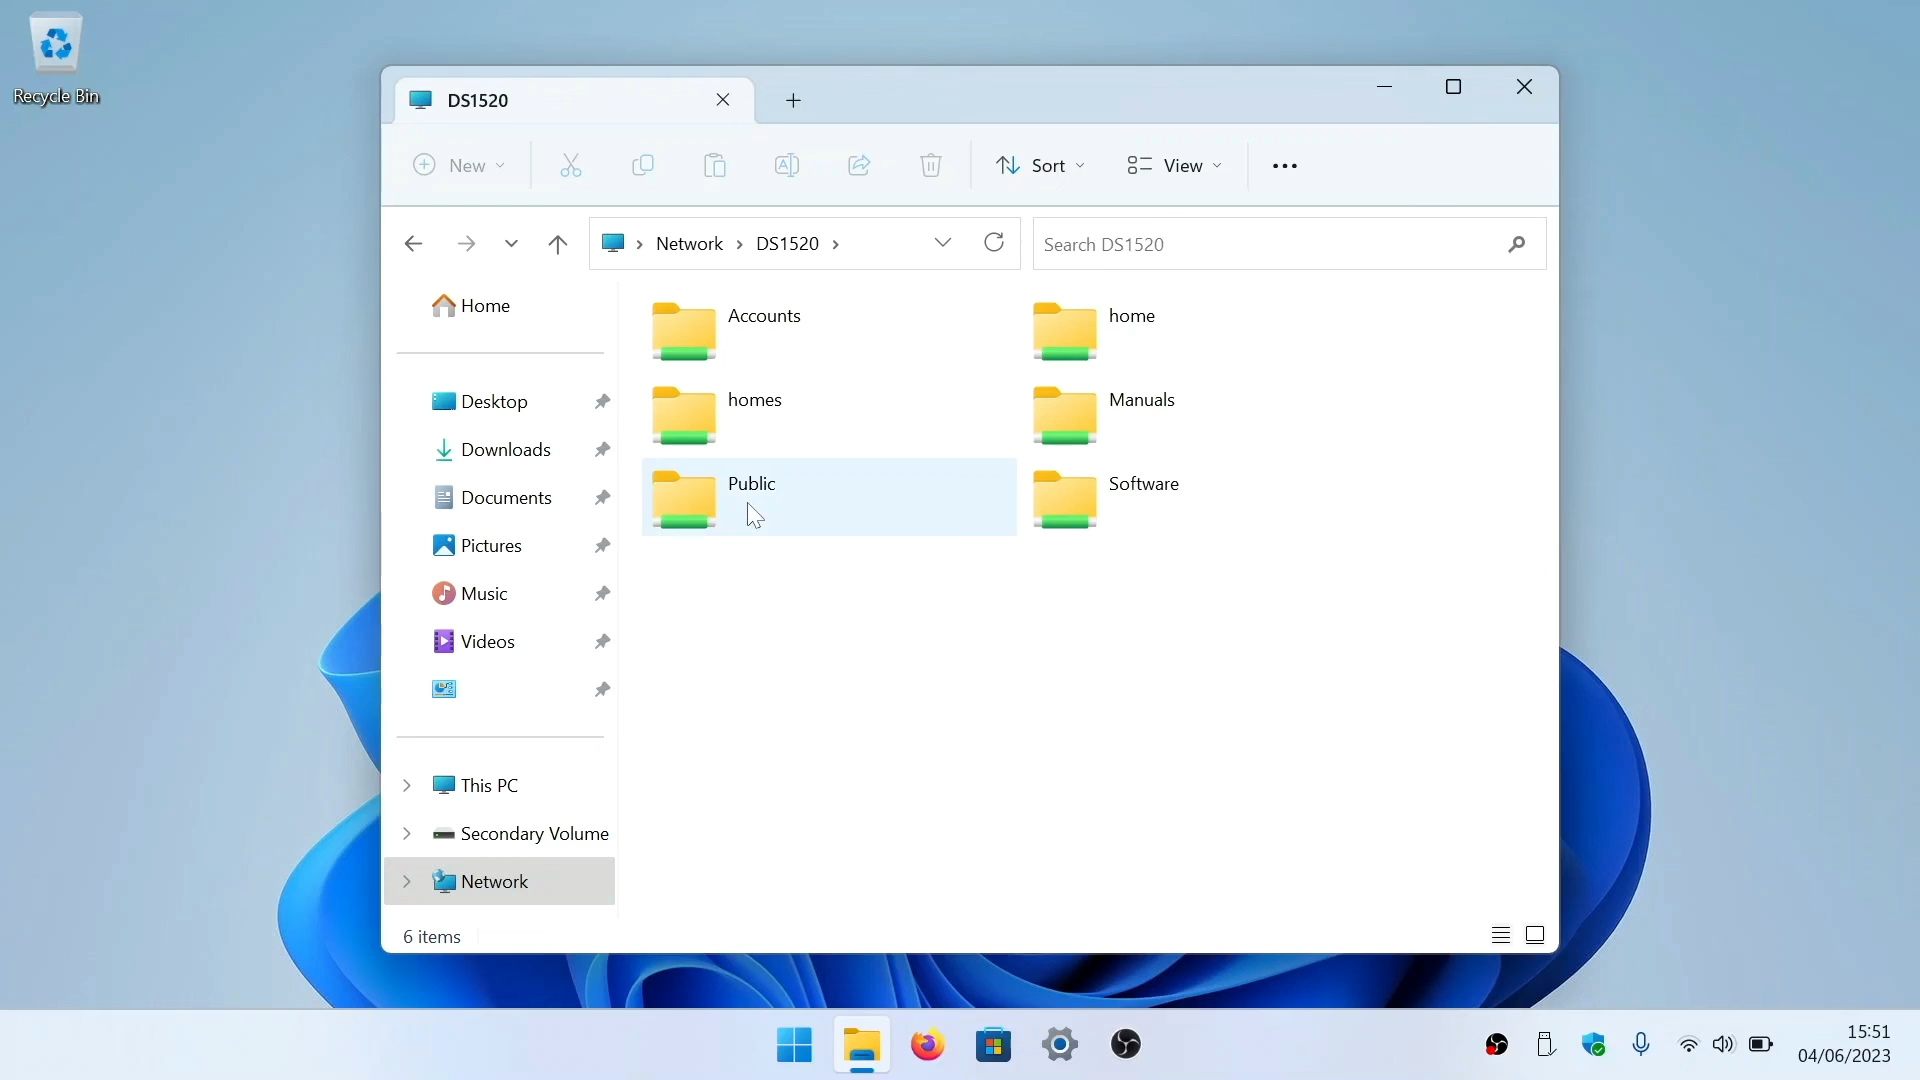 Recycle Bin
DS1520
New
Sort
View
Network
DS1520
Search DS1520
Home
Desktop
Downloads
Documents
Pictures
Music
Videos
This PC
Secondary Volume
Network
Accounts
home
homes
Manuals
Public
Software
6 items
15:51
04/06/2023